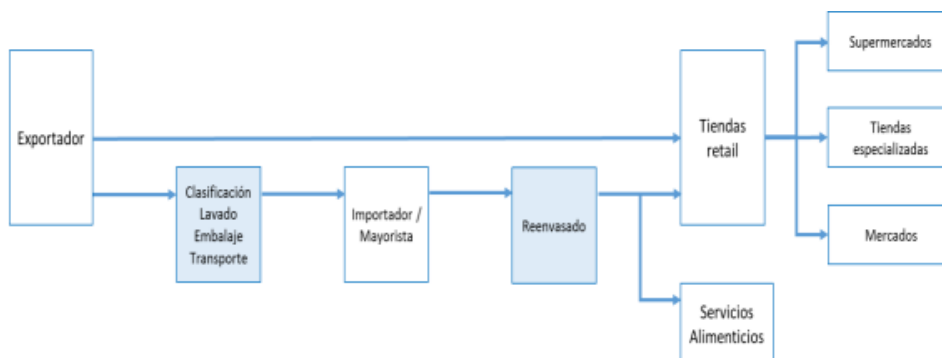 Exportador
Clasificación
Lavado
Embalaje
Transporte
Importador /
Mayorista
Reenvasado
Tiendas
retail
Servicios
Alimenticios
Supermercados
Tiendas
especializadas
Mercados